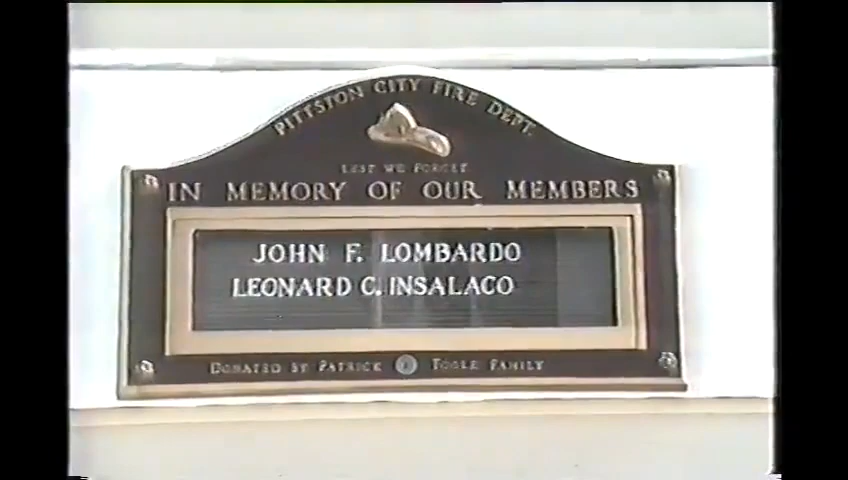 PITTSTON CITY FIRE DEPT.
LEST WE FORGET
IN MEMORY OF OUR MEMBERS
JOHN F. LOMBARDO
LEONARD C. INSALACO
DONATED BY PATRICK TOOLE FAMILY